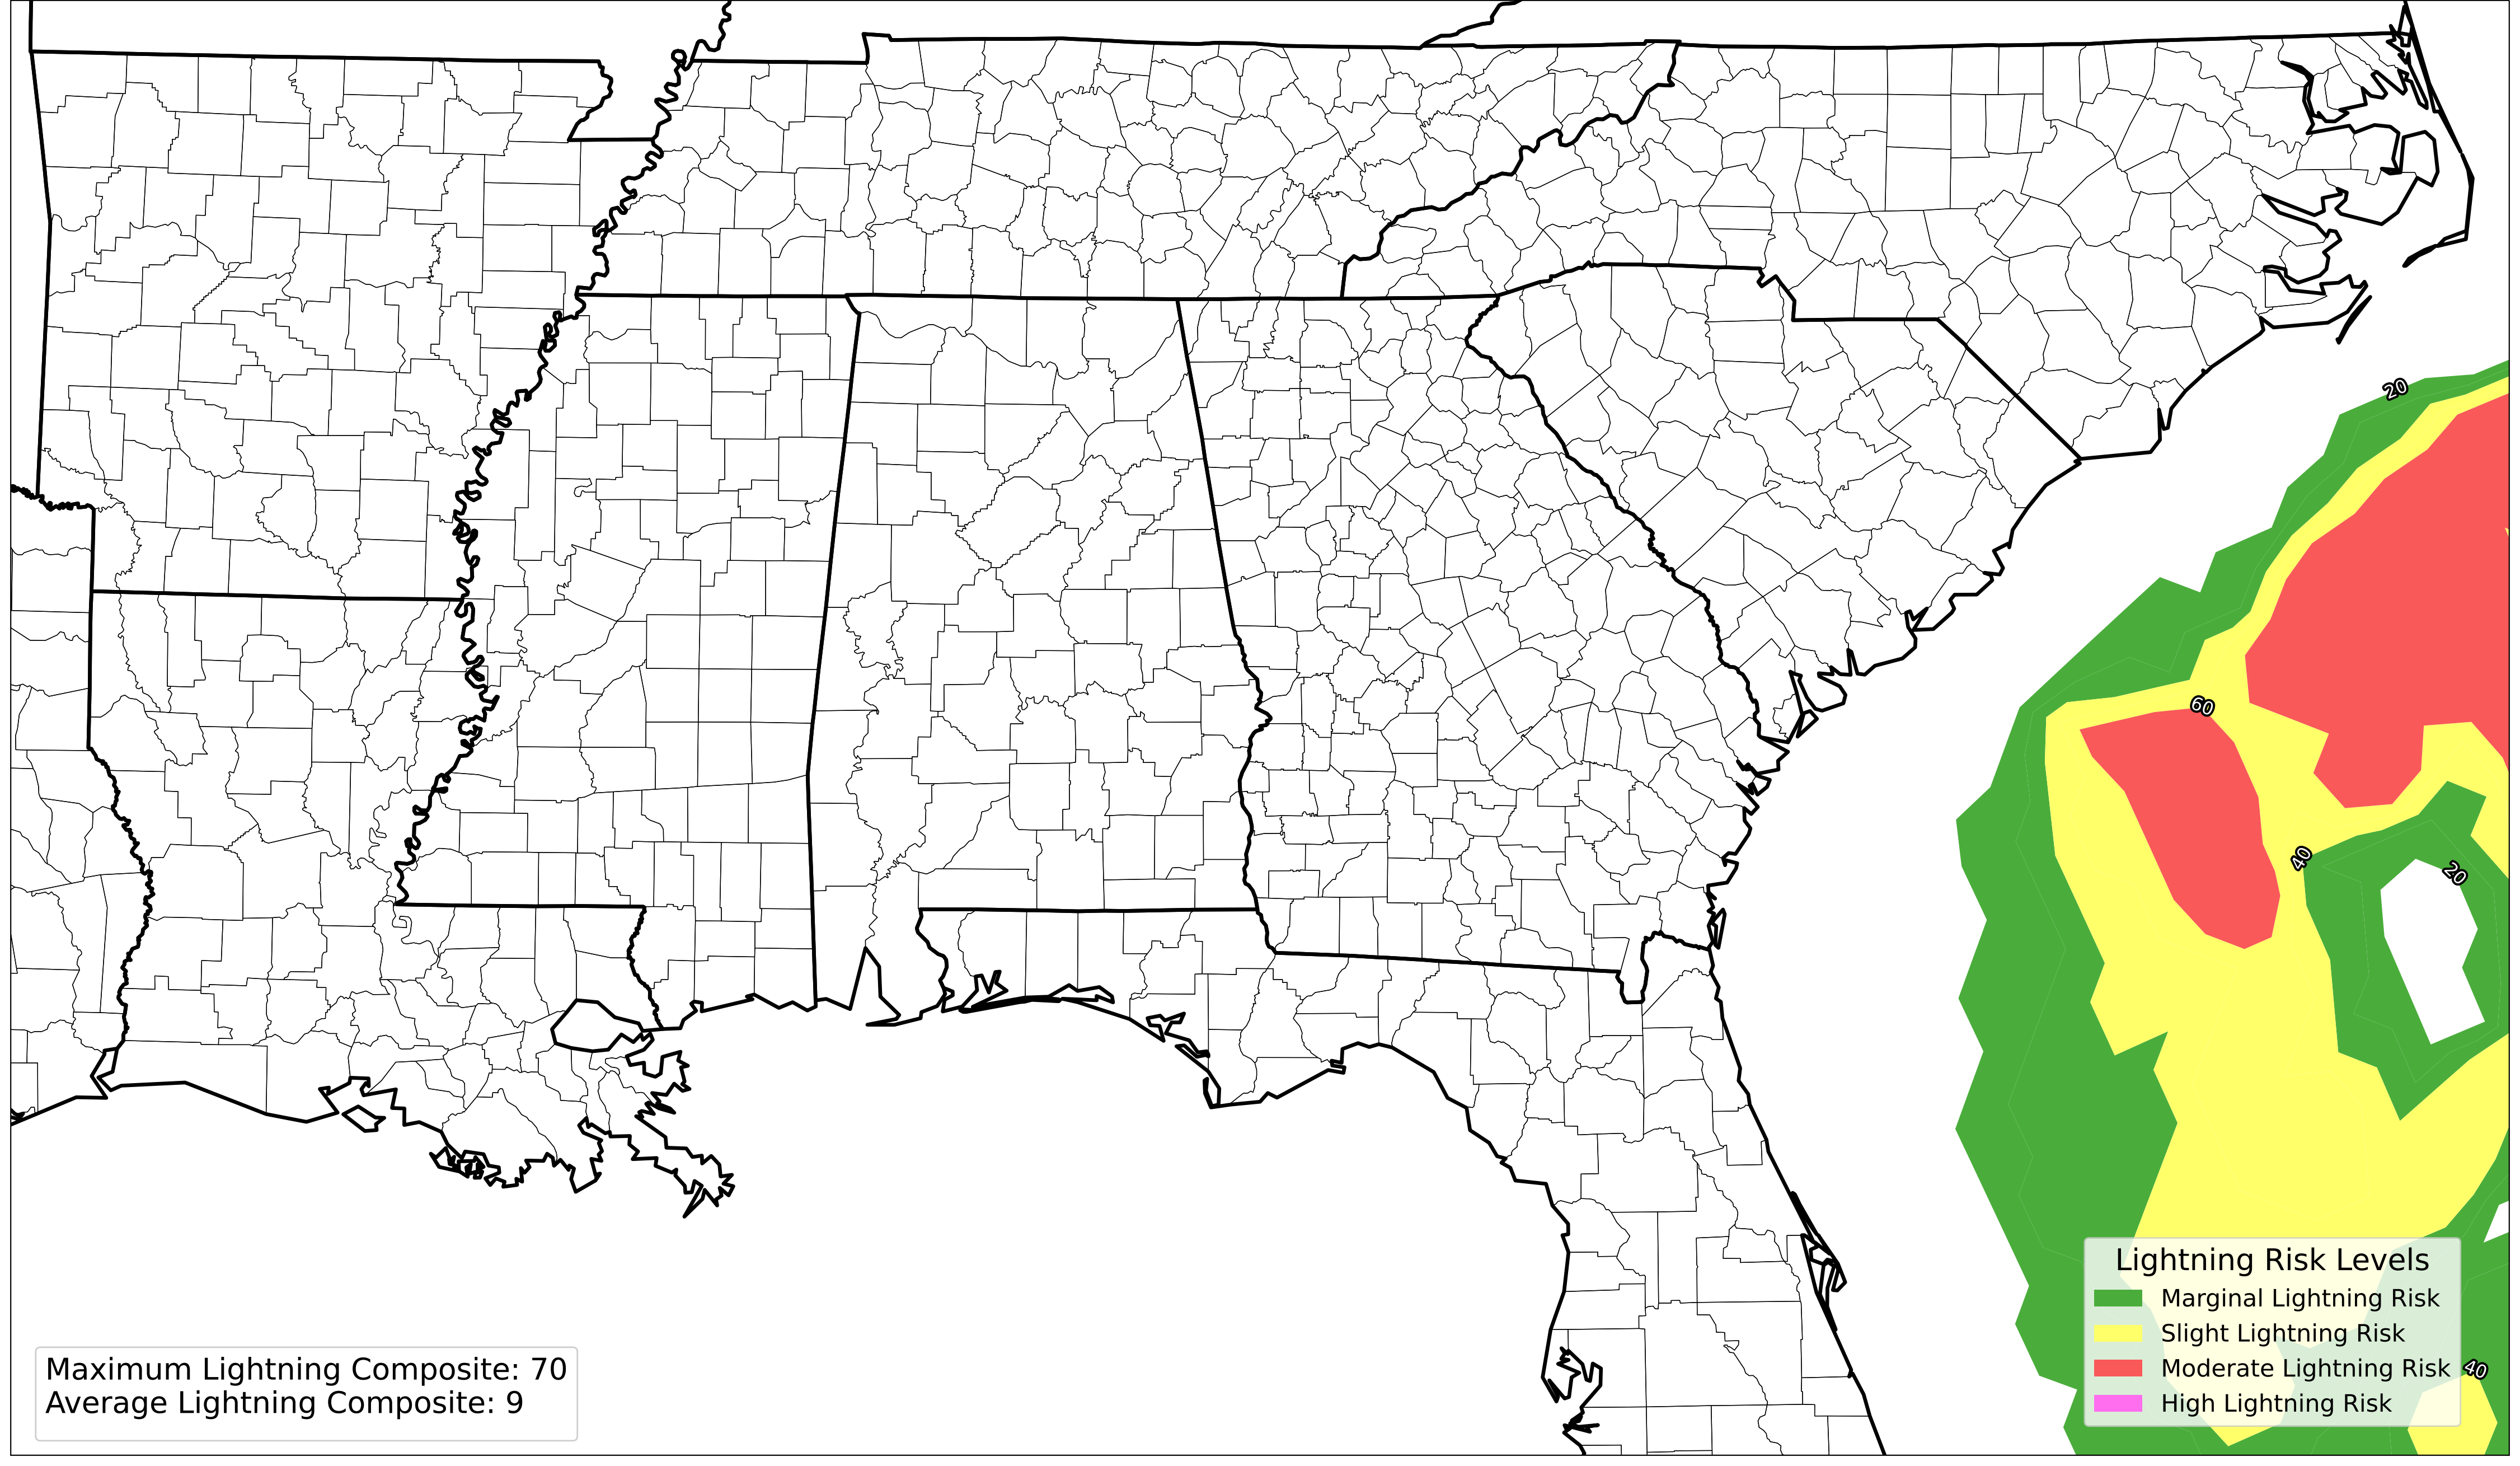 20
60
40
20
Lightning Risk Levels
Marginal Lightning Risk
Slight Lightning Risk
Moderate Lightning Risk
High Lightning Risk
40
Maximum Lightning Composite: 70
Average Lightning Composite: 9